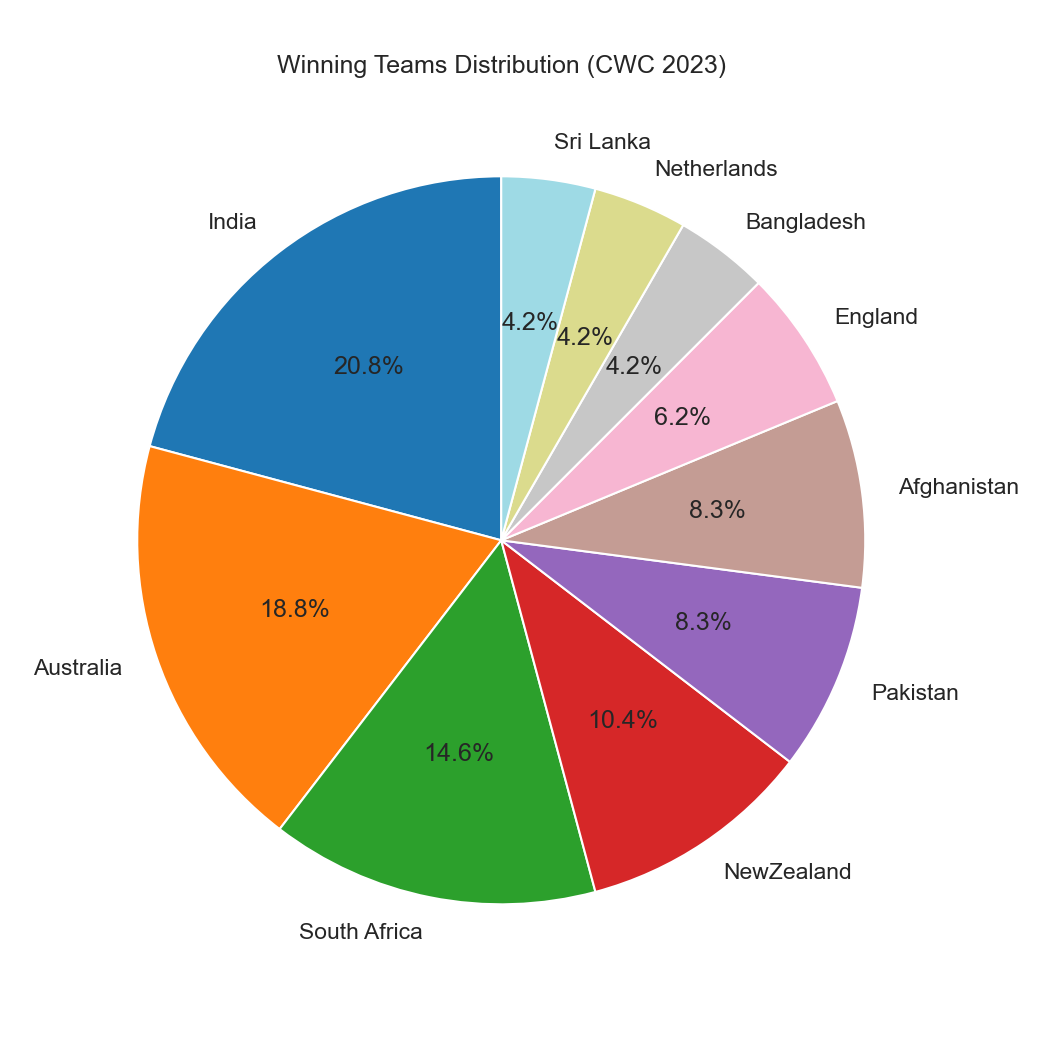 Winning Teams Distribution (CWC 2023)
Sri Lanka
Netherlands
Bangladesh
India
England
4.2%
4.2%
4.2%
20.8%
6.2%
Afghanistan
8.3%
18.8%
8.3%
Australia
Pakistan
10.4%
14.6%
NewZealand
South Africa